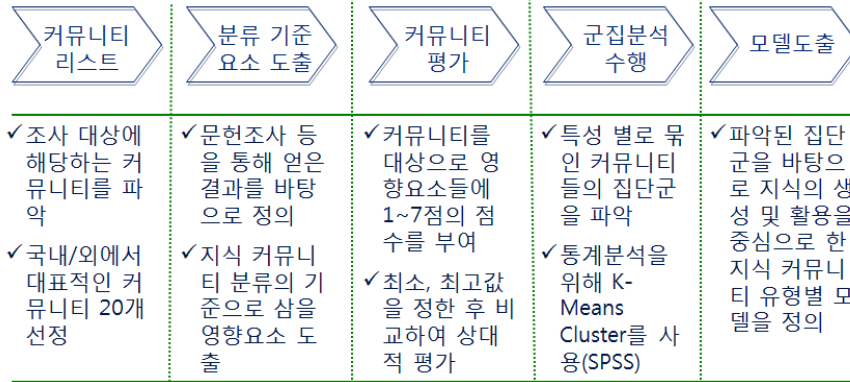 커뮤니티
리스트
분류 기준
요소 도출
커뮤니티
평가
군집분석
수행
모델도출
✓조사 대상에
해당하는 커
뮤니티를 파
악
✓국내/외에서
대표적인 커
뮤니티 20개
선정
✓문헌조사 등
을 통해 얻은
결과를 바탕
으로 정의
✓지식 커뮤니
티 분류의 기
준으로 삼을
영향요소 도
출
✓커뮤니티를
대상으로 영
향요소들에
1~7점의 점
수를 부여
✓최소, 최고값
을 정한 후 비
교하여 상대
적 평가
✓특성 별로 묶
인 커뮤니티
들의 집단군
을 파악
✓통계분석을
위해 K-
Means
Cluster를 사
용(SPSS)
✓파악된 집단
군을 바탕으
로 지식의 생
성 및 활용을
중심으로 한
지식 커뮤니
티 유형별 모
델을 정의